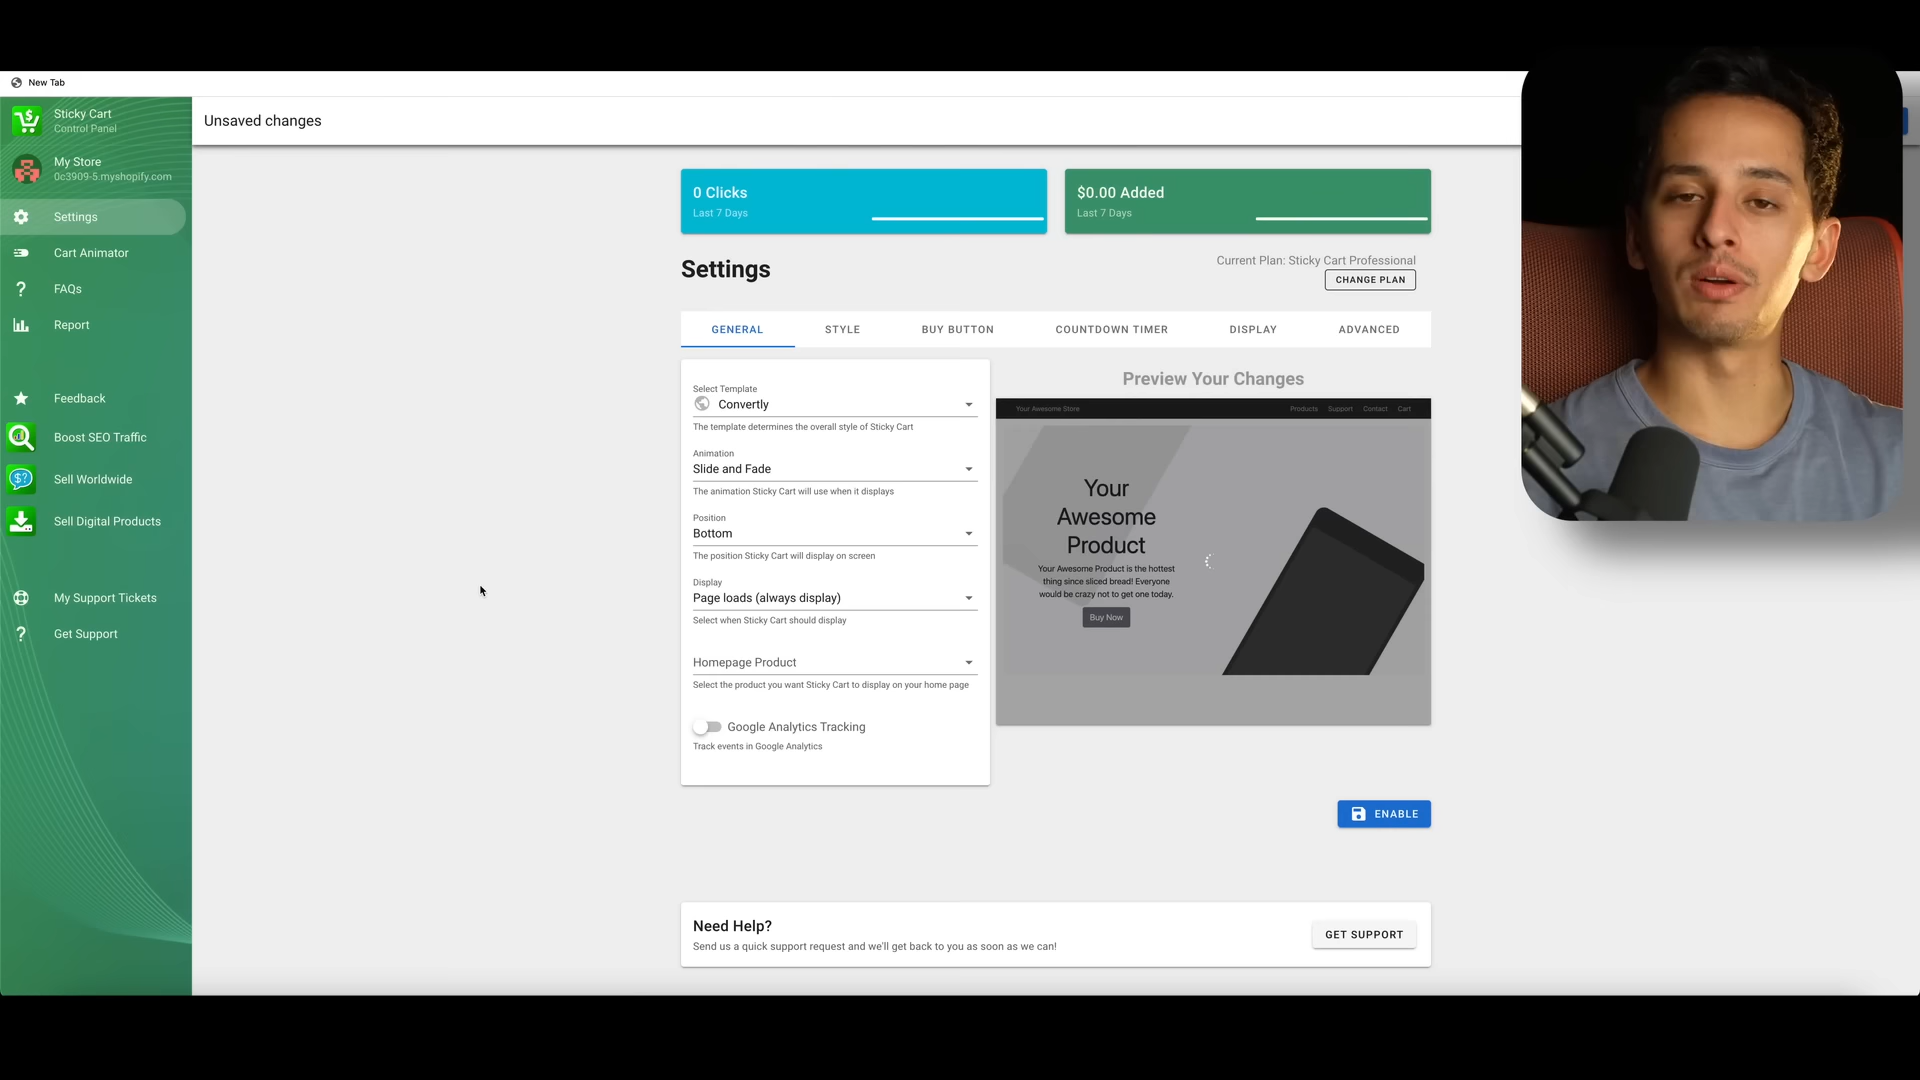 New Tab
Sticky Cart
Control Panel
My Store
0c3909-5.myshopify.com
Settings
Cart Animator
FAQs
Report
Feedback
Boost SEO Traffic
Sell Worldwide
Sell Digital Products
My Support Tickets
Get Support
Unsaved changes
0 Clicks
Last 7 Days
$0.00 Added
Last 7 Days
Settings
Current Plan: Sticky Cart Professional
CHANGE PLAN
GENERAL STYLE BUY BUTTON COUNTDOWN TIMER DISPLAY ADVANCED
Select Template
Convertly
The template determines the overall style of Sticky Cart
Animation
Slide and Fade
The animation Sticky Cart will use when it displays
Position
Bottom
The position Sticky Cart will display on screen
Display
Page loads (always display)
Select when Sticky Cart should display
Homepage Product
Select the product you want Sticky Cart to display on your home page
Google Analytics Tracking
Track events in Google Analytics
Preview Your Changes
Your Awesome Store Products Support Contact Cart
Your
Awesome
Product
Your Awesome Product is the hottest
thing since sliced bread! Everyone
would be crazy not to get one today.
Buy Now
ENABLE
Need Help?
Send us a quick support request and we'll get back to you as soon as we can!
GET SUPPORT